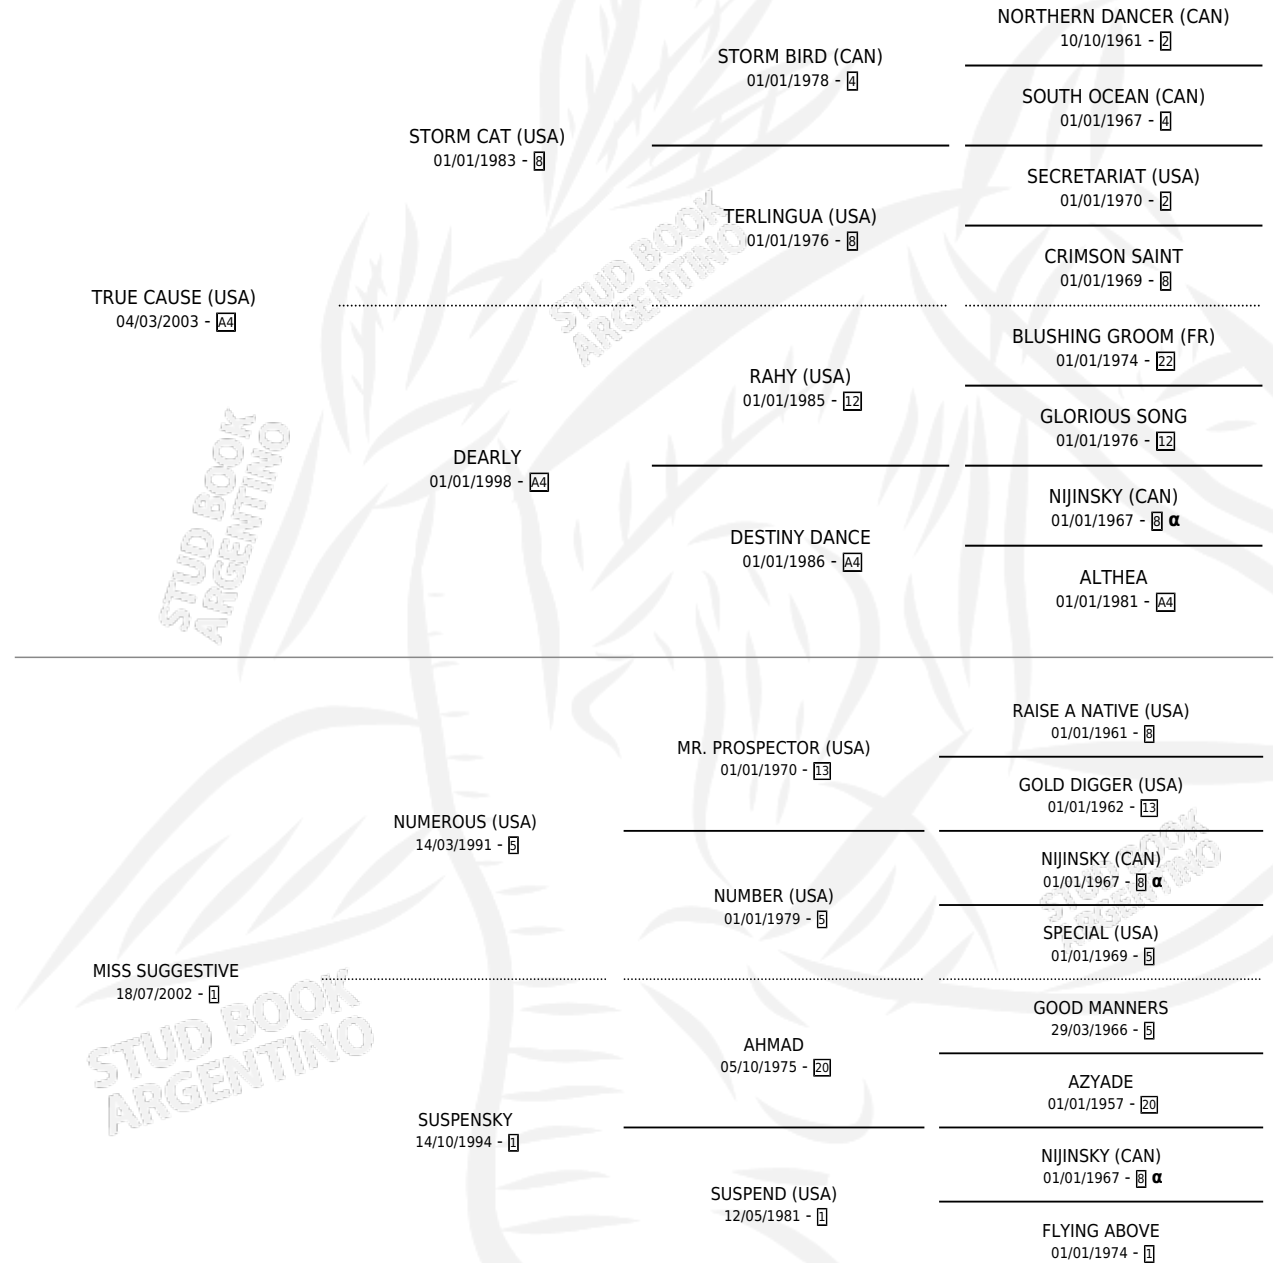 NORTHERN DANCER (CAN)
10/10/1961 - 2
STORM BIRD (CAN)
01/01/1978 - 4
SOUTH OCEAN (CAN)
01/01/1967 - 4
STORM CAT (USA)
01/01/1983 - 8
SECRETARIAT (USA)
01/01/1970 - 2
TERLINGUA (USA)
01/01/1976 - 8
CRIMSON SAINT
01/01/1969 - 8
TRUE CAUSE (USA)
04/03/2003 - A4
BLUSHING GROOM (FR)
01/01/1974 - 22
RAHY (USA)
01/01/1985 - 12
GLORIOUS SONG
01/01/1976 - 12
DEARLY
01/01/1998 - A4
NIJINSKY (CAN)
01/01/1967 - 8 α
DESTINY DANCE
01/01/1986 - A4
ALTHEA
01/01/1981 - A4
RAISE A NATIVE (USA)
01/01/1961 - 8
MR. PROSPECTOR (USA)
01/01/1970 - 13
GOLD DIGGER (USA)
01/01/1962 - 13
NUMEROUS (USA)
14/03/1991 - 5
NIJINSKY (CAN)
01/01/1967 - 8 α
NUMBER (USA)
01/01/1979 - 5
SPECIAL (USA)
01/01/1969 - 5
MISS SUGGESTIVE
18/07/2002 - 1
GOOD MANNERS
29/03/1966 - 5
AHMAD
05/10/1975 - 20
AZYADE
01/01/1957 - 20
SUSPENSKY
14/10/1994 - 1
NIJINSKY (CAN)
01/01/1967 - 8 α
SUSPEND (USA)
12/05/1981 - 1
FLYING ABOVE
01/01/1974 - 1
STUD BOOK
ARGENTINO
STUD BOOK
ARGENTINO
STUD BOOK
ARGENTINO
STUD BOOK
ARGENTINO